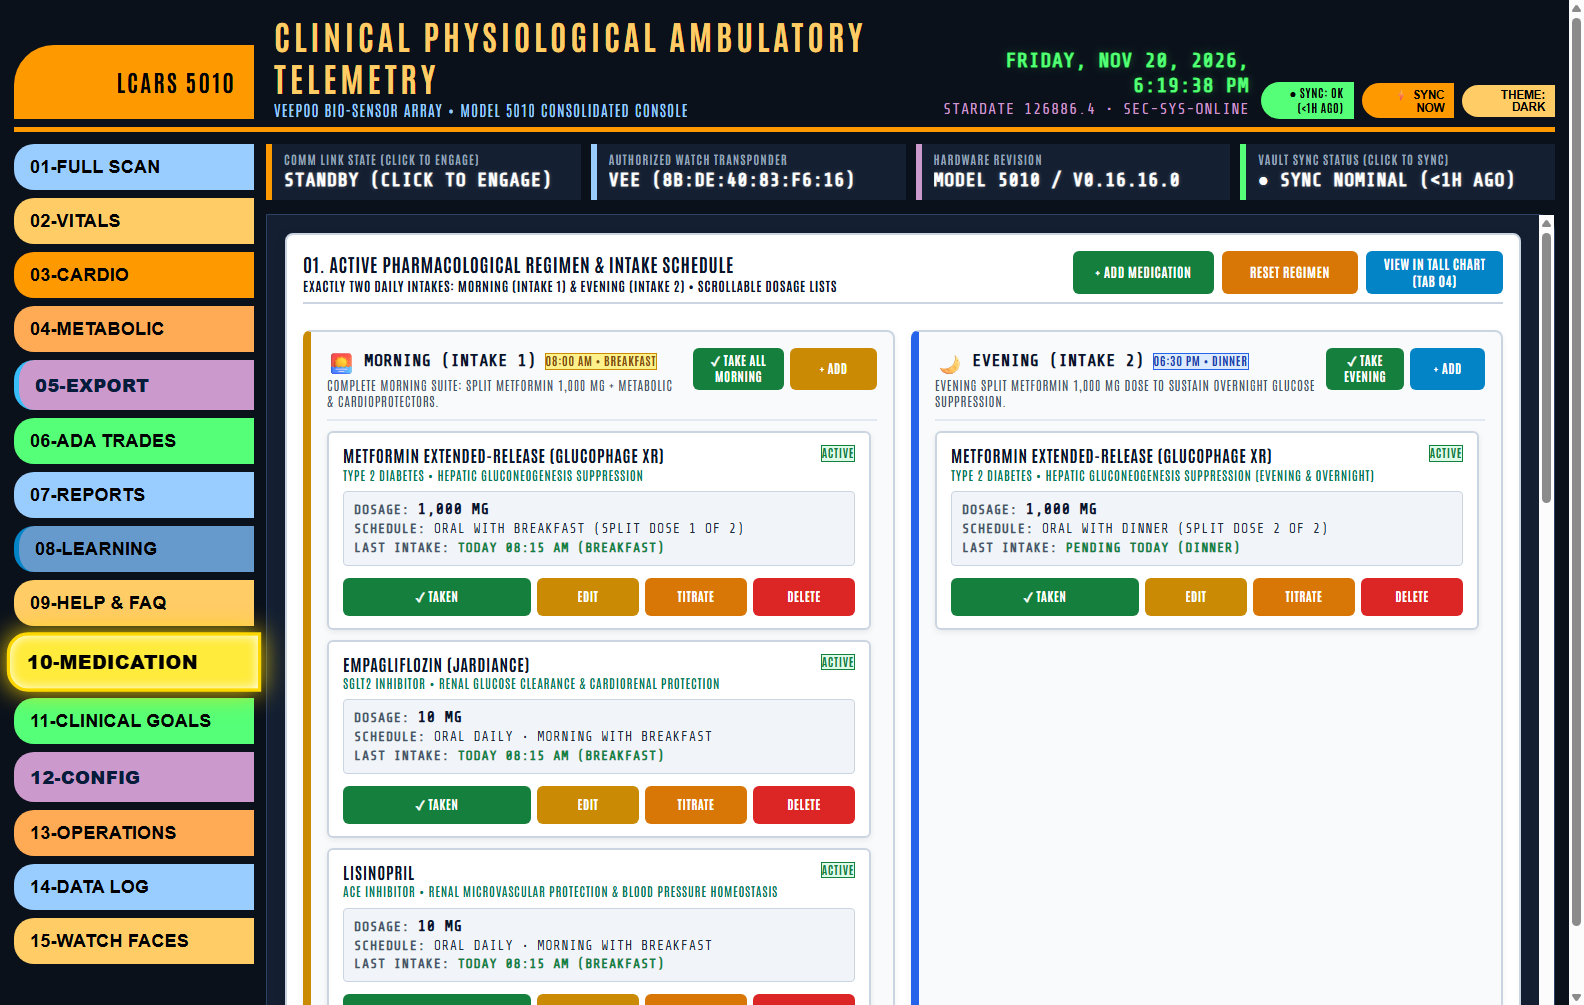 LCARS 5010
CLINICAL PHYSIOLOGICAL AMBULATORY
TELEMETRY
VEEPOO BIO-SENSOR ARRAY • MODEL 5010 CONSOLIDATED CONSOLE
FRIDAY, NOV 20, 2026,
6:19:38 PM
STARDATE 126886.4 · SEC-SYS-ONLINE
● SYNC: OK
(<1H AGO)
SYNC
NOW
THEME:
DARK
01-FULL SCAN
02-VITALS
03-CARDIO
04-METABOLIC
05-EXPORT
06-ADA TRADES
07-REPORTS
08-LEARNING
09-HELP & FAQ
10-MEDICATION
11-CLINICAL GOALS
12-CONFIG
13-OPERATIONS
14-DATA LOG
15-WATCH FACES
COMM LINK STATE (CLICK TO ENGAGE)
STANDBY (CLICK TO ENGAGE)
AUTHORIZED WATCH TRANSPONDER
VEE (8B:DE:40:83:F6:16)
HARDWARE REVISION
MODEL 5010 / V0.16.16.0
VAULT SYNC STATUS (CLICK TO SYNC)
● SYNC NOMINAL (<1H AGO)
01. ACTIVE PHARMACOLOGICAL REGIMEN & INTAKE SCHEDULE
EXACTLY TWO DAILY INTAKES: MORNING (INTAKE 1) & EVENING (INTAKE 2) • SCROLLABLE DOSAGE LISTS
+ ADD MEDICATION
RESET REGIMEN
VIEW IN TALL CHART
(TAB 04)
MORNING (INTAKE 1) 08:00 AM • BREAKFAST
COMPLETE MORNING SUITE: SPLIT METFORMIN 1,000 MG + METABOLIC
& CARDIOPROTECTORS.
✓ TAKE ALL
MORNING
+ ADD
METFORMIN EXTENDED-RELEASE (GLUCOPHAGE XR)
ACTIVE
TYPE 2 DIABETES • HEPATIC GLUCONEOGENESIS SUPPRESSION
DOSAGE: 1,000 MG
SCHEDULE: ORAL WITH BREAKFAST (SPLIT DOSE 1 OF 2)
LAST INTAKE: TODAY 08:15 AM (BREAKFAST)
✓ TAKEN
EDIT
TITRATE
DELETE
EMPAGLIFLOZIN (JARDIANCE)
ACTIVE
SGLT2 INHIBITOR • RENAL GLUCOSE CLEARANCE & CARDIORENAL PROTECTION
DOSAGE: 10 MG
SCHEDULE: ORAL DAILY · MORNING WITH BREAKFAST
LAST INTAKE: TODAY 08:15 AM (BREAKFAST)
✓ TAKEN
EDIT
TITRATE
DELETE
LISINOPRIL
ACTIVE
ACE INHIBITOR • RENAL MICROVASCULAR PROTECTION & BLOOD PRESSURE HOMEOSTASIS
DOSAGE: 10 MG
SCHEDULE: ORAL DAILY · MORNING WITH BREAKFAST
LAST INTAKE: TODAY 08:15 AM (BREAKFAST)
EVENING (INTAKE 2) 06:30 PM • DINNER
EVENING SPLIT METFORMIN 1,000 MG DOSE TO SUSTAIN OVERNIGHT GLUCOSE
SUPPRESSION.
✓ TAKE
EVENING
+ ADD
METFORMIN EXTENDED-RELEASE (GLUCOPHAGE XR)
ACTIVE
TYPE 2 DIABETES • HEPATIC GLUCONEOGENESIS SUPPRESSION (EVENING & OVERNIGHT)
DOSAGE: 1,000 MG
SCHEDULE: ORAL WITH DINNER (SPLIT DOSE 2 OF 2)
LAST INTAKE: PENDING TODAY (DINNER)
✓ TAKEN
EDIT
TITRATE
DELETE